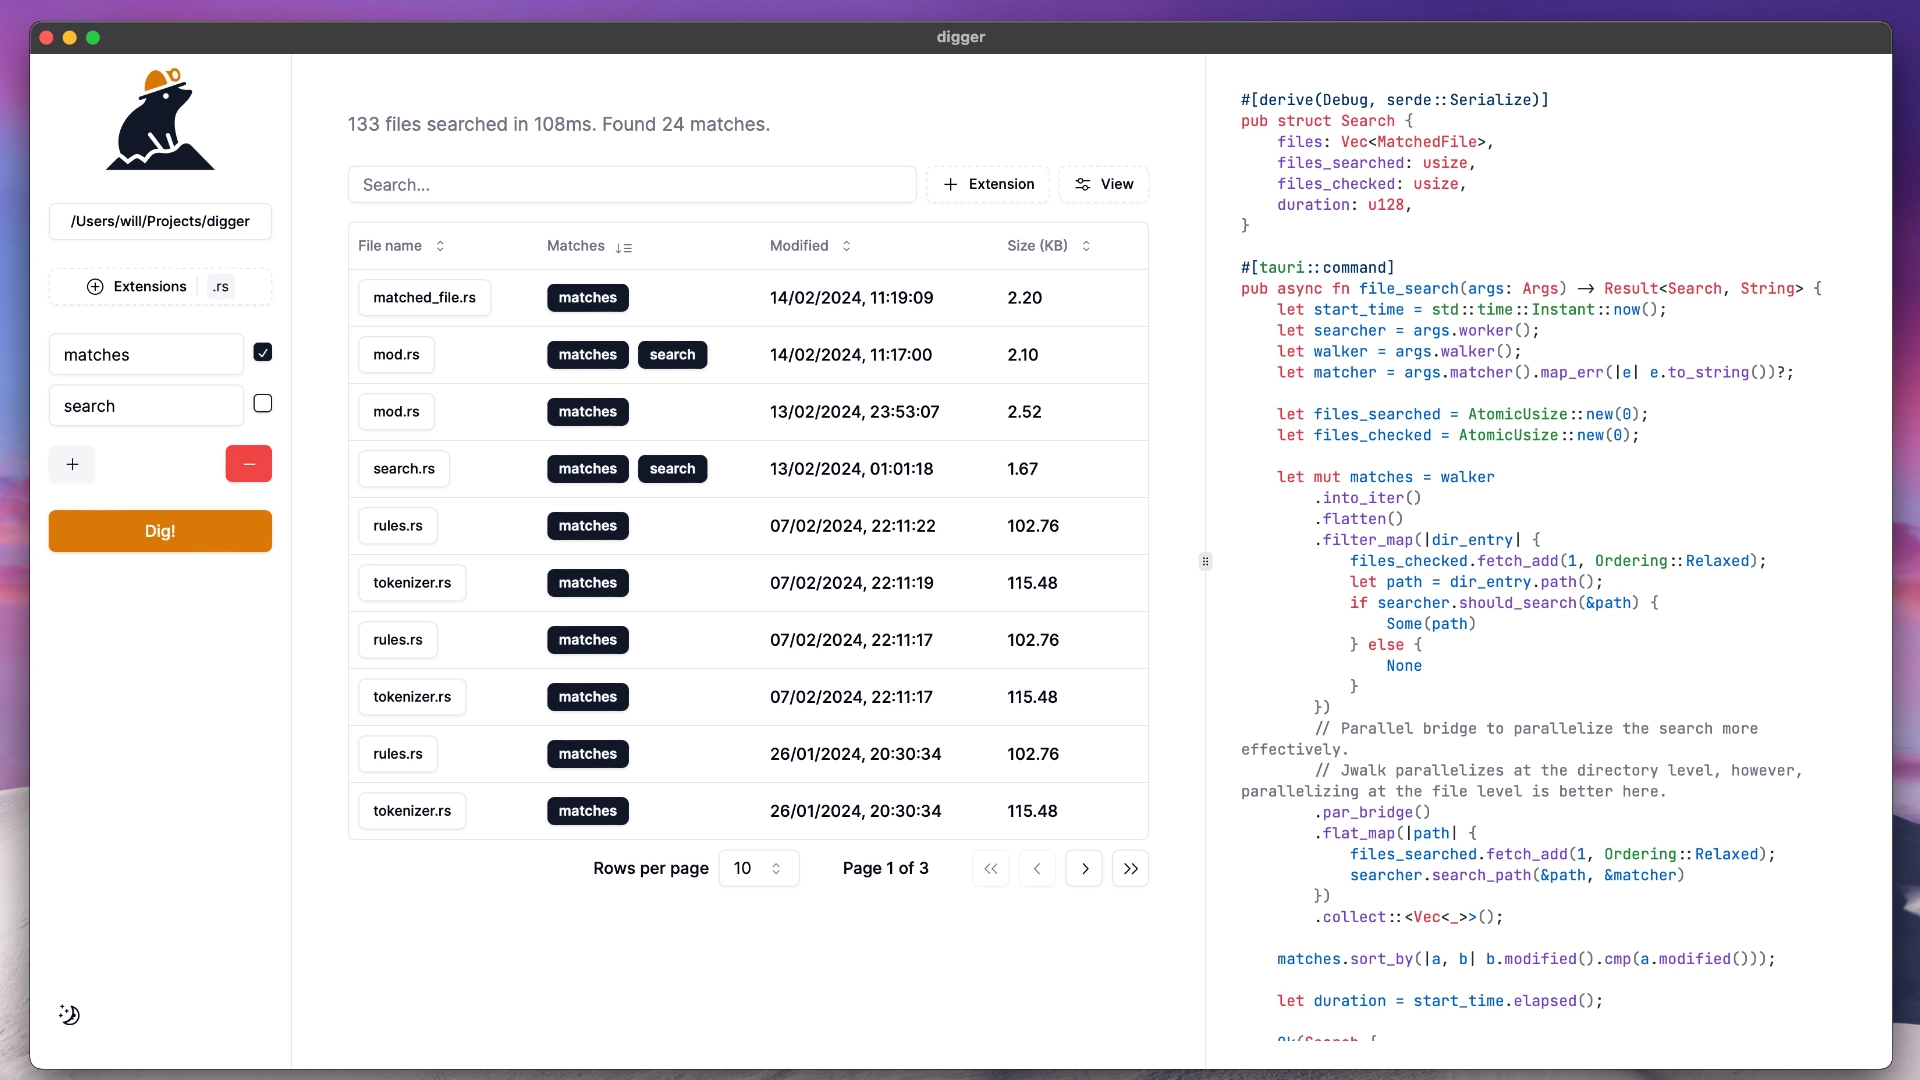 digger
/Users/will/Projects/digger
Extensions .rs
matches
search
Dig!
133 files searched in 108ms. Found 24 matches.
Search...
Extension
View
File name Matches Modified Size (KB)
matched_file.rs matches 14/02/2024, 11:19:09 2.20
mod.rs matches search 14/02/2024, 11:17:00 2.10
mod.rs matches 13/02/2024, 23:53:07 2.52
search.rs matches search 13/02/2024, 01:01:18 1.67
rules.rs matches 07/02/2024, 22:11:22 102.76
tokenizer.rs matches 07/02/2024, 22:11:19 115.48
rules.rs matches 07/02/2024, 22:11:17 102.76
tokenizer.rs matches 07/02/2024, 22:11:17 115.48
rules.rs matches 26/01/2024, 20:30:34 102.76
tokenizer.rs matches 26/01/2024, 20:30:34 115.48
Rows per page 10 Page 1 of 3
#[derive(Debug, serde::Serialize)]
pub struct Search {
    files: Vec<MatchedFile>,
    files_searched: usize,
    files_checked: usize,
    duration: u128,
}
#[tauri::command]
pub async fn file_search(args: Args) -> Result<Search, String> {
    let start_time = std::time::Instant::now();
    let searcher = args.worker();
    let walker = args.walker();
    let matcher = args.matcher().map_err(|e| e.to_string())?;
    let files_searched = AtomicUsize::new(0);
    let files_checked = AtomicUsize::new(0);
    let mut matches = walker
        .into_iter()
        .flatten()
        .filter_map(|dir_entry| {
            files_checked.fetch_add(1, Ordering::Relaxed);
            let path = dir_entry.path();
            if searcher.should_search(&path) {
                Some(path)
            } else {
                None
            }
        })
        // Parallel bridge to parallelize the search more
effectively.
        // Jwalk parallelizes at the directory level, however,
parallelizing at the file level is better here.
        .par_bridge()
        .flat_map(|path| {
            files_searched.fetch_add(1, Ordering::Relaxed);
            searcher.search_path(&path, &matcher)
        })
        .collect::<Vec<_>>();
    matches.sort_by(|a, b| b.modified().cmp(a.modified()));
    let duration = start_time.elapsed();
    Ok(Search {